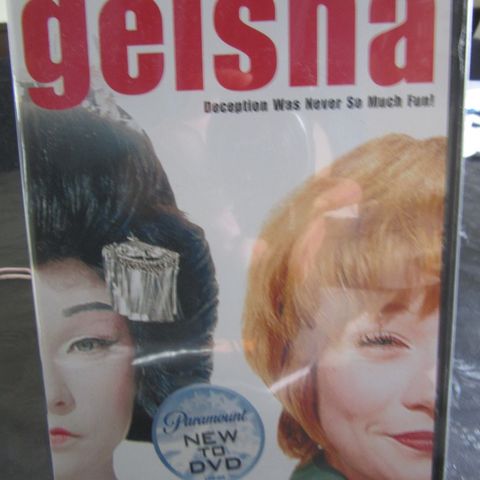 geisha
Deception Was Never So Much Fun!
Paramount
NEW
TO
DVD